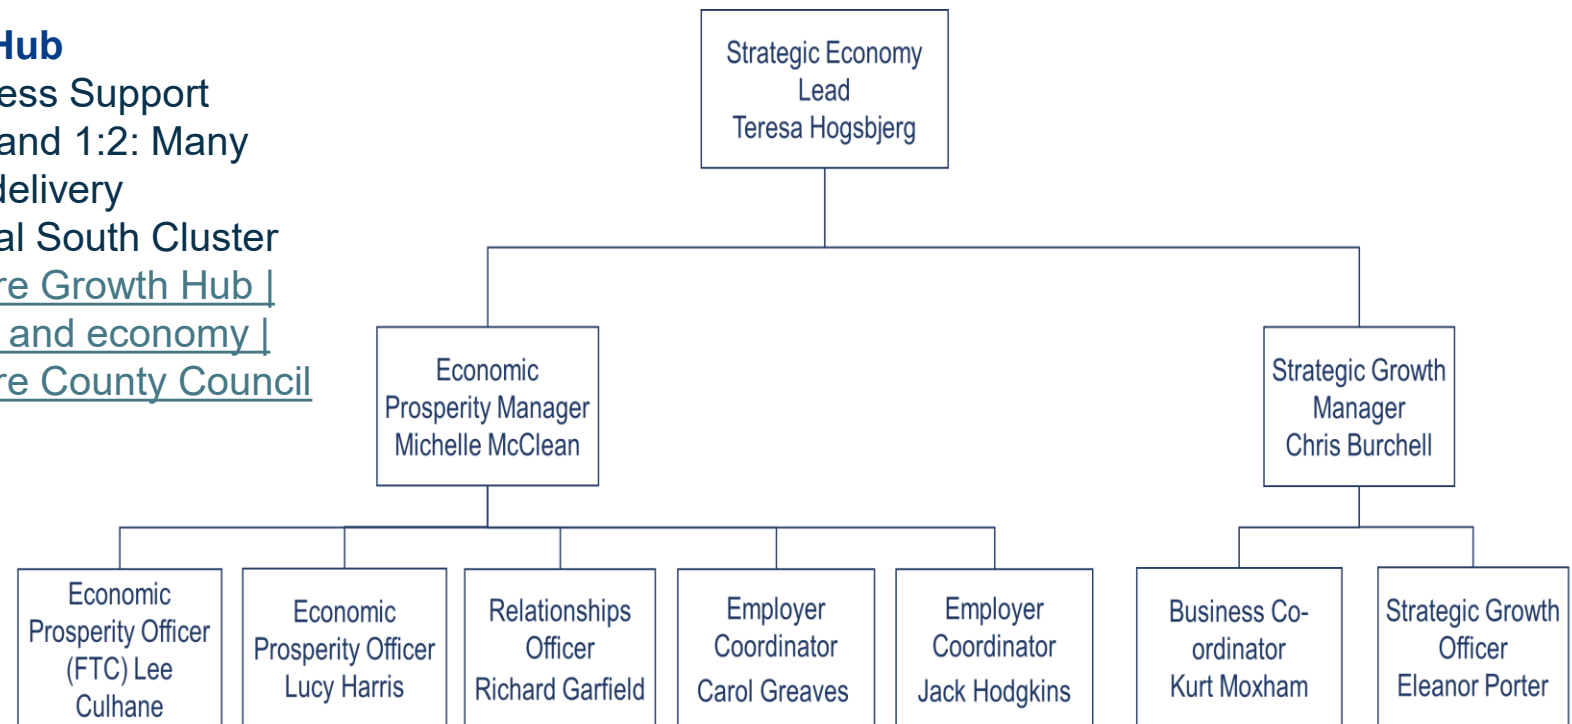 Hub
ess Support
and 1:2: Many
delivery
al South Cluster
re Growth Hub |
and economy |
re County Council
Strategic Economy
Lead
Teresa Hogsbjerg
Economic
Prosperity Manager
Michelle McClean
Strategic Growth
Manager
Chris Burchell
Economic
Prosperity Officer
(FTC) Lee
Culhane
Economic
Prosperity Officer
Lucy Harris
Relationships
Officer
Richard Garfield
Employer
Coordinator
Carol Greaves
Employer
Coordinator
Jack Hodgkins
Business Co-
ordinator
Kurt Moxham
Strategic Growth
Officer
Eleanor Porter